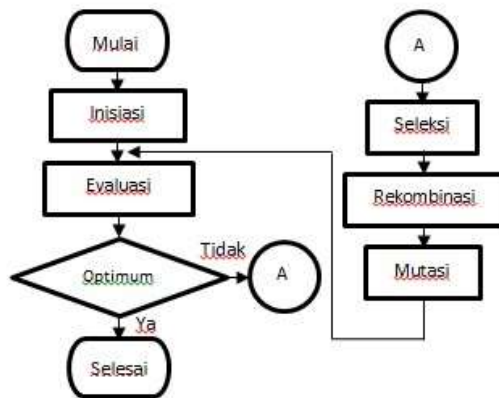 Mulai
Inisiasi
Evaluasi
Optimum
Tidak
A
Ya
Selesai
A
Seleksi
Rekombinasi
Mutasi